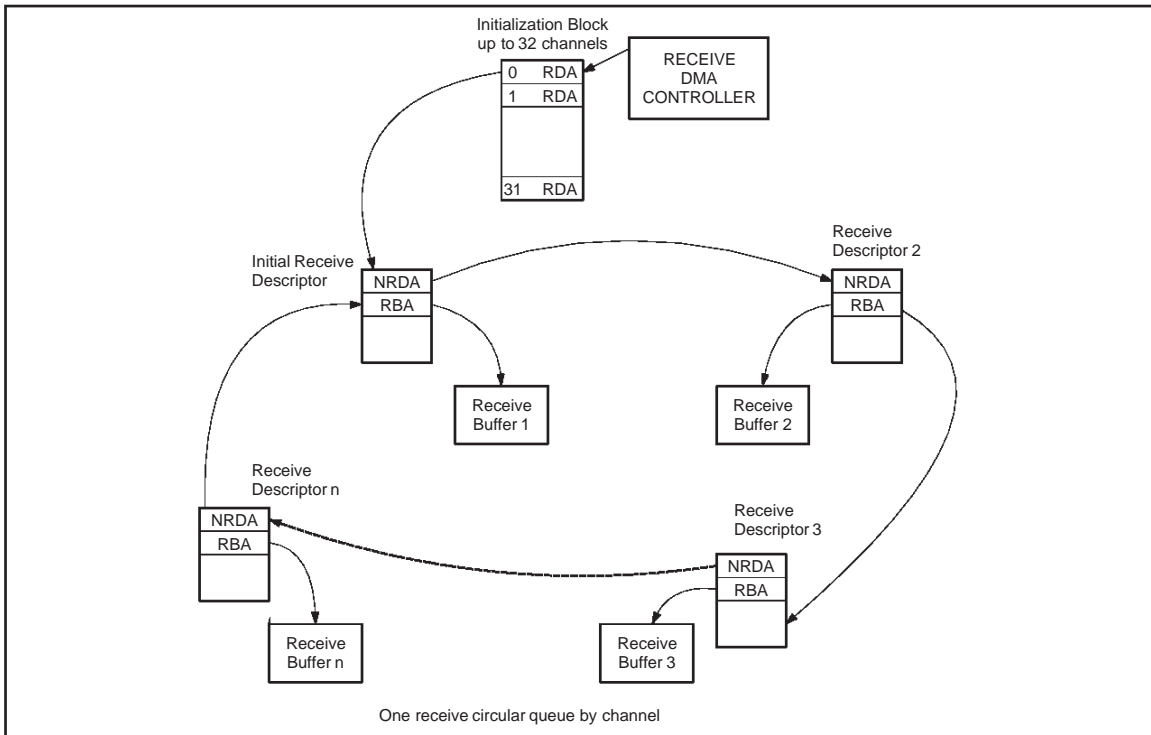 Initialization Block
up to 32 channels
0 RDA
1 RDA
31 RDA
RECEIVE
DMA
CONTROLLER
Initial Receive
Descriptor
NRDA
RBA
Receive
Buffer 1
Receive
Descriptor 2
NRDA
RBA
Receive
Buffer 2
Receive
Descriptor n
NRDA
RBA
Receive
Buffer n
Receive
Descriptor 3
NRDA
RBA
Receive
Buffer 3
One receive circular queue by channel